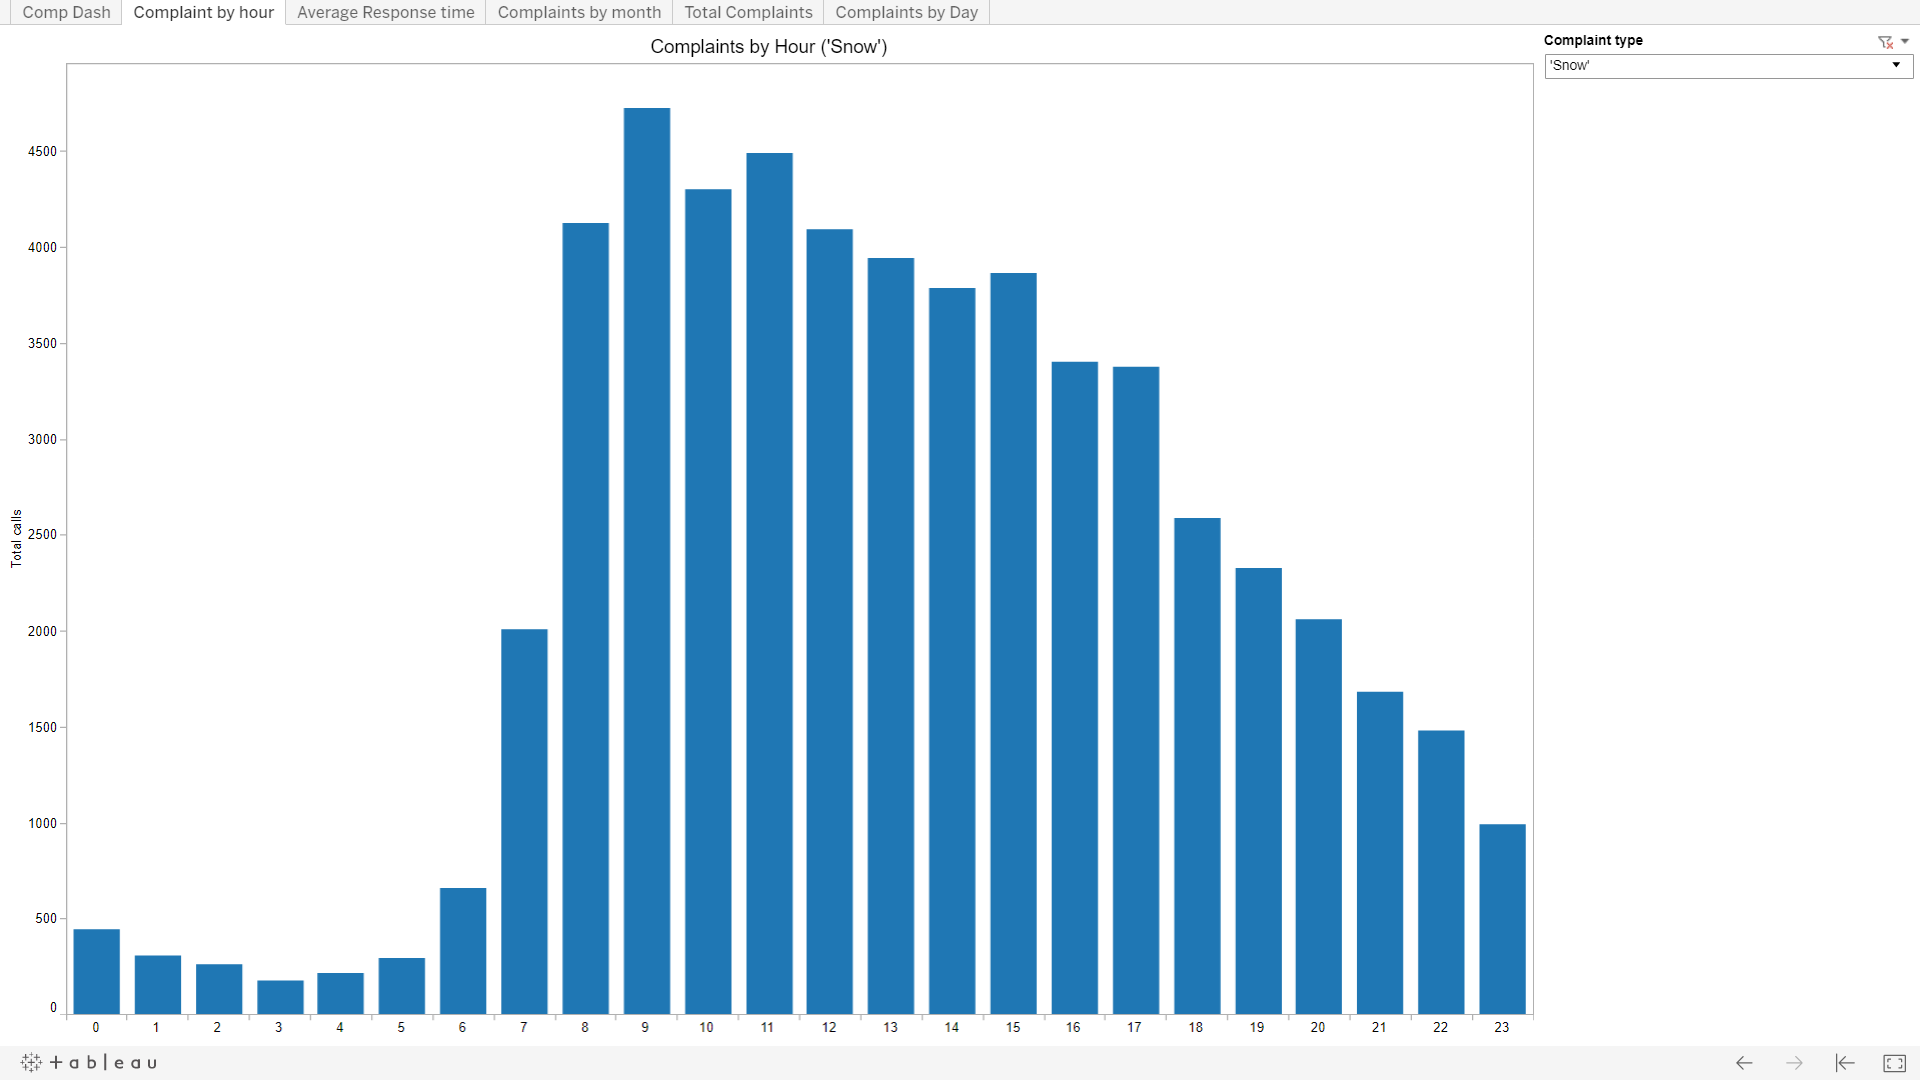 Comp Dash Complaint by hour Average Response time Complaints by month Total Complaints Complaints by Day
Complaints by Hour ('Snow')
Complaint type
'Snow'
Total calls
4500
4000
3500
3000
2500
2000
1500
1000
500
0
0 1 2 3 4 5 6 7 8 9 10 11 12 13 14 15 16 17 18 19 20 21 22 23
+ableau